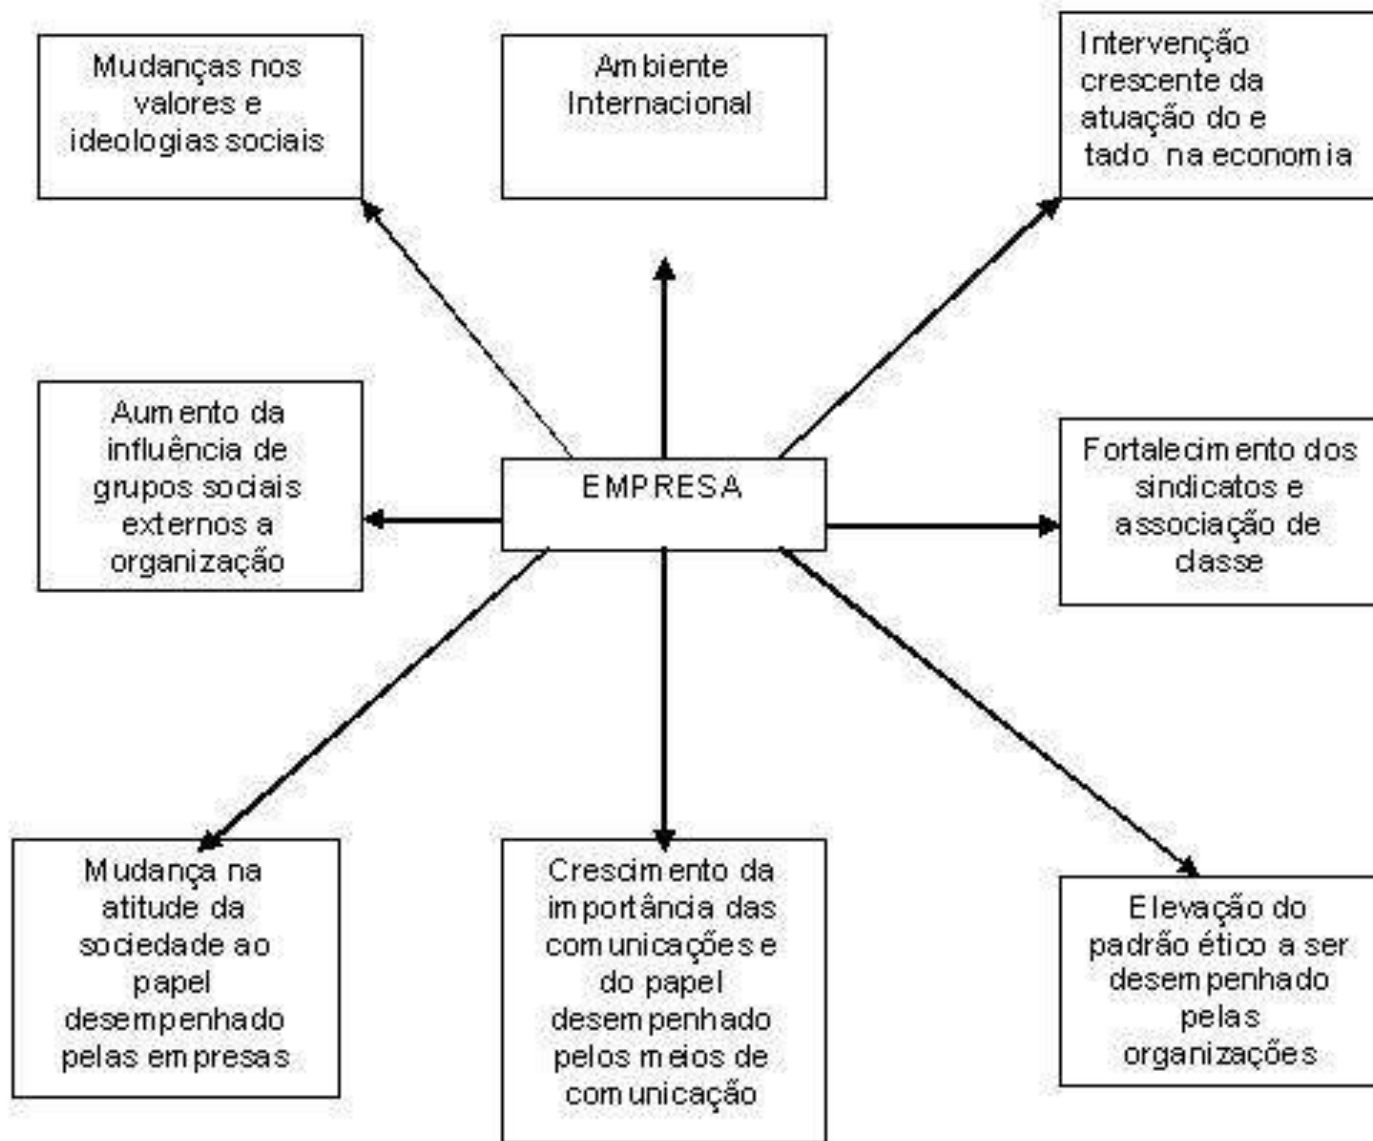 Mudanças nos
valores e
ideologias sociais
Ambiente
Internacional
Intervenção
crescente da
atuação do e
tado na economia
Aumento da
influência de
grupos sociais
externos a
organização
EMPRESA
Fortalecimento dos
sindicatos e
associação de
classe
Mudança na
atitude da
sociedade ao
papel
desempenhado
pelas empresas
Crescimento da
importância das
comunicações e
do papel
desempenhado
pelos meios de
comunicação
Elevação do
padrão ético a ser
desempenhado
pelas
organizações